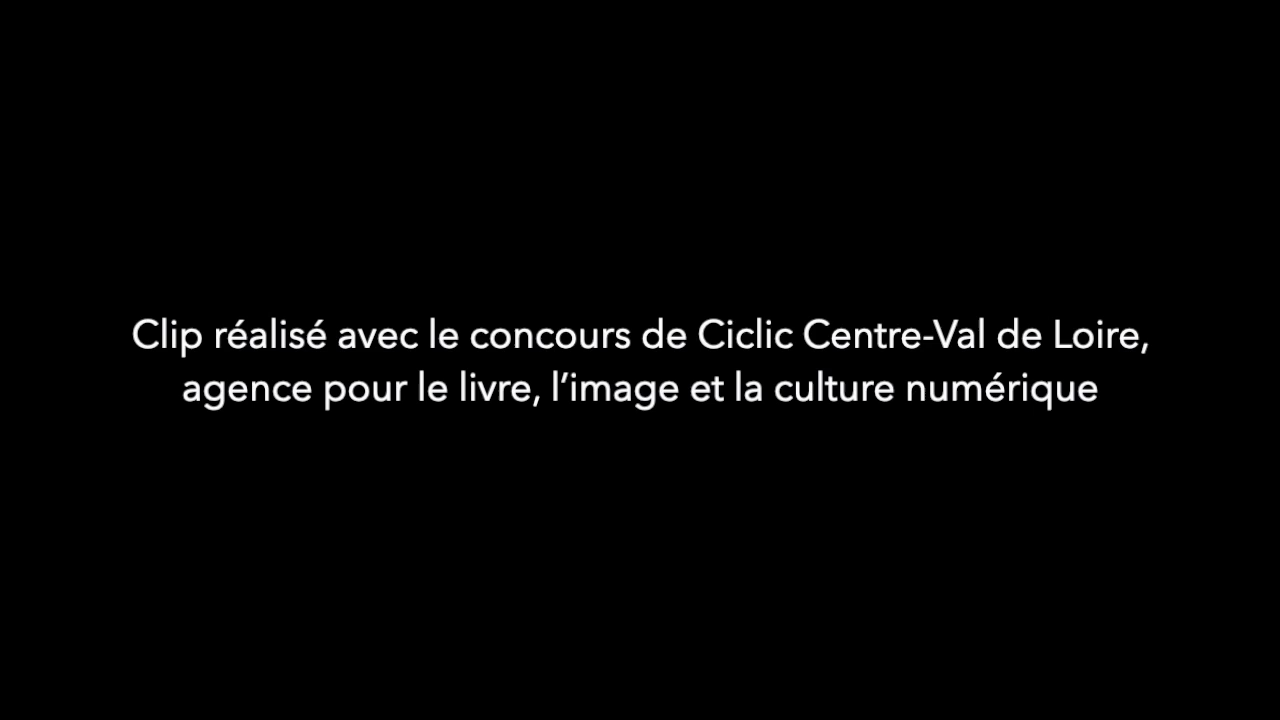 Clip réalisé avec le concours de Ciclic Centre-Val de Loire,
agence pour le livre, l’image et la culture numérique